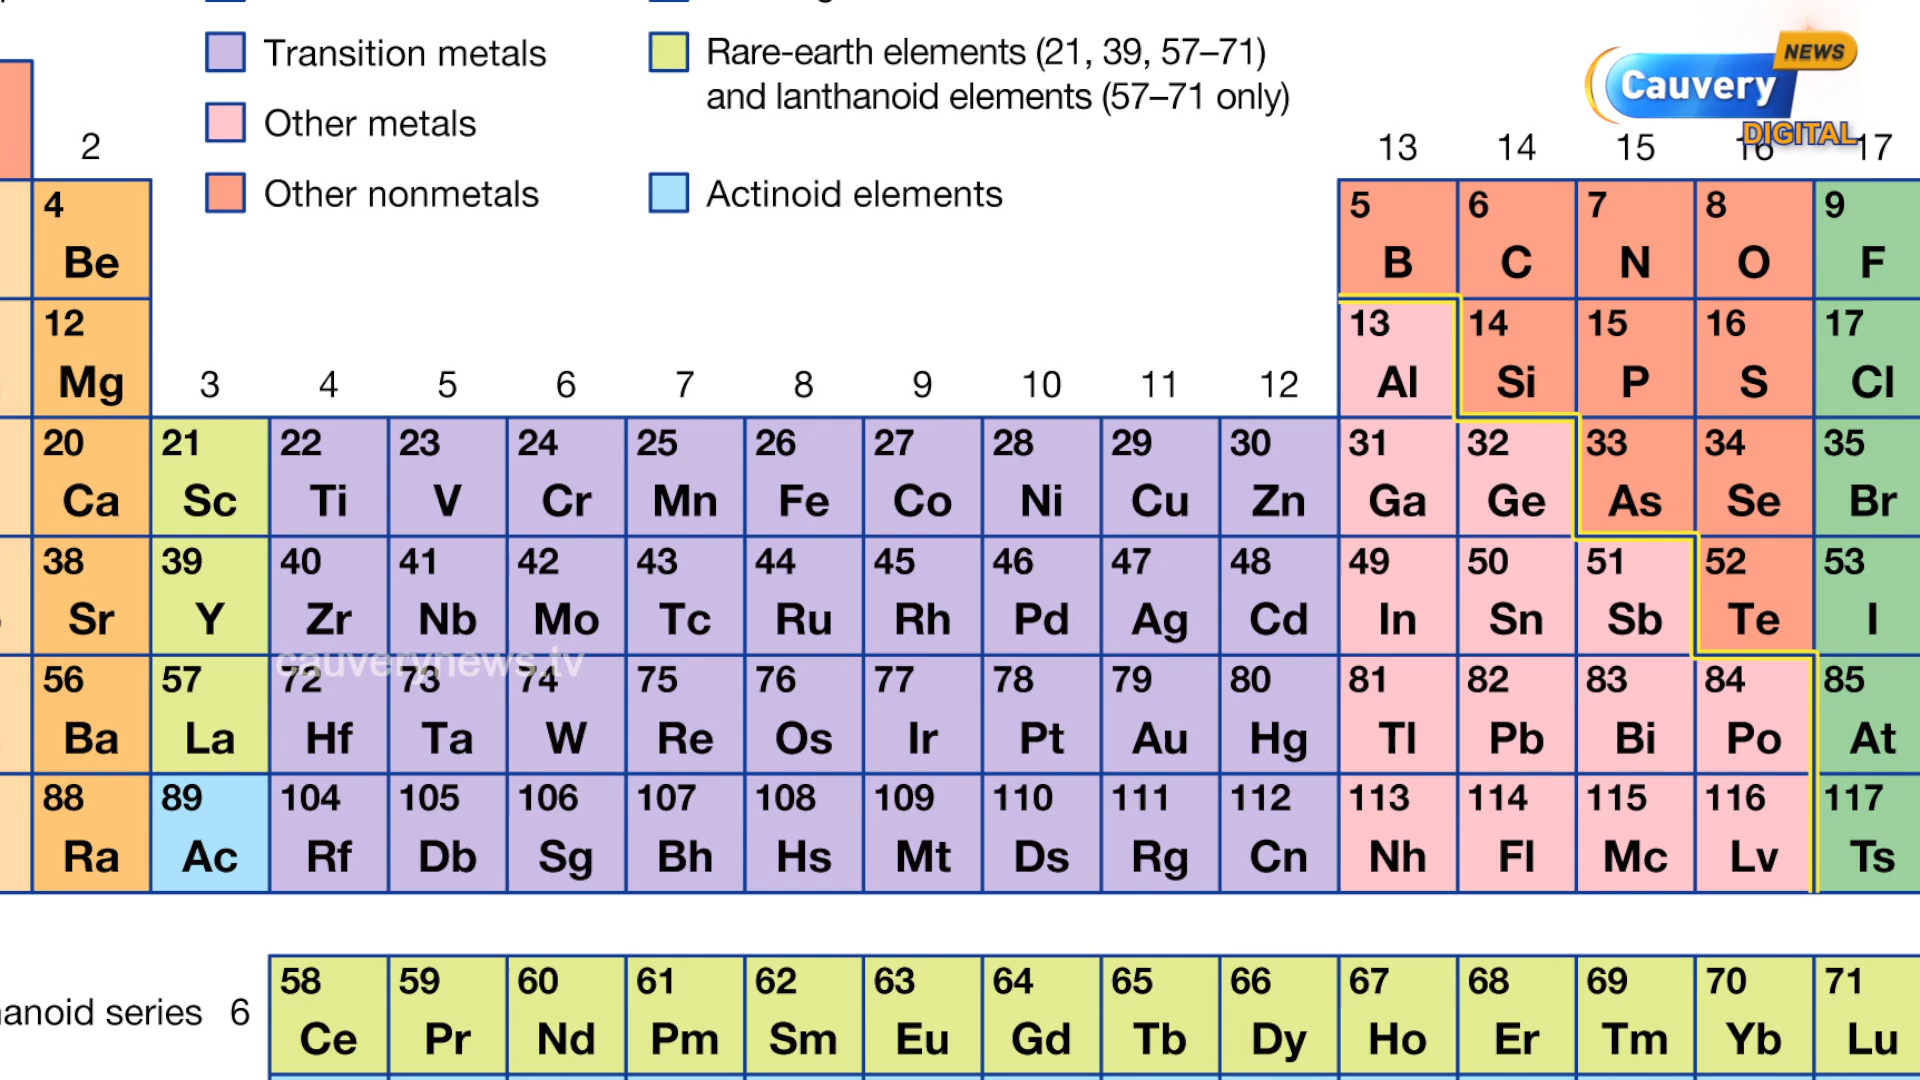 Transition metals
Rare-earth elements (21, 39, 57–71)
and lanthanoid elements (57–71 only)
Other metals
Other nonmetals
Actinoid elements
Cauvery NEWS
DIGITAL
2 13 14 15 16 17
4 5 6 7 8 9
Be B C N O F
12 13 14 15 16 17
Mg 3 4 5 6 7 8 9 10 11 12 Al Si P S Cl
20 21 22 23 24 25 26 27 28 29 30 31 32 33 34 35
Ca Sc Ti V Cr Mn Fe Co Ni Cu Zn Ga Ge As Se Br
38 39 40 41 42 43 44 45 46 47 48 49 50 51 52 53
Sr Y Zr Nb Mo Tc Ru Rh Pd Ag Cd In Sn Sb Te I
cauverynews.tv
56 57 72 73 74 75 76 77 78 79 80 81 82 83 84 85
Ba La Hf Ta W Re Os Ir Pt Au Hg Tl Pb Bi Po At
88 89 104 105 106 107 108 109 110 111 112 113 114 115 116 117
Ra Ac Rf Db Sg Bh Hs Mt Ds Rg Cn Nh Fl Mc Lv Ts
58 59 60 61 62 63 64 65 66 67 68 69 70 71
series 6
Ce Pr Nd Pm Sm Eu Gd Tb Dy Ho Er Tm Yb Lu